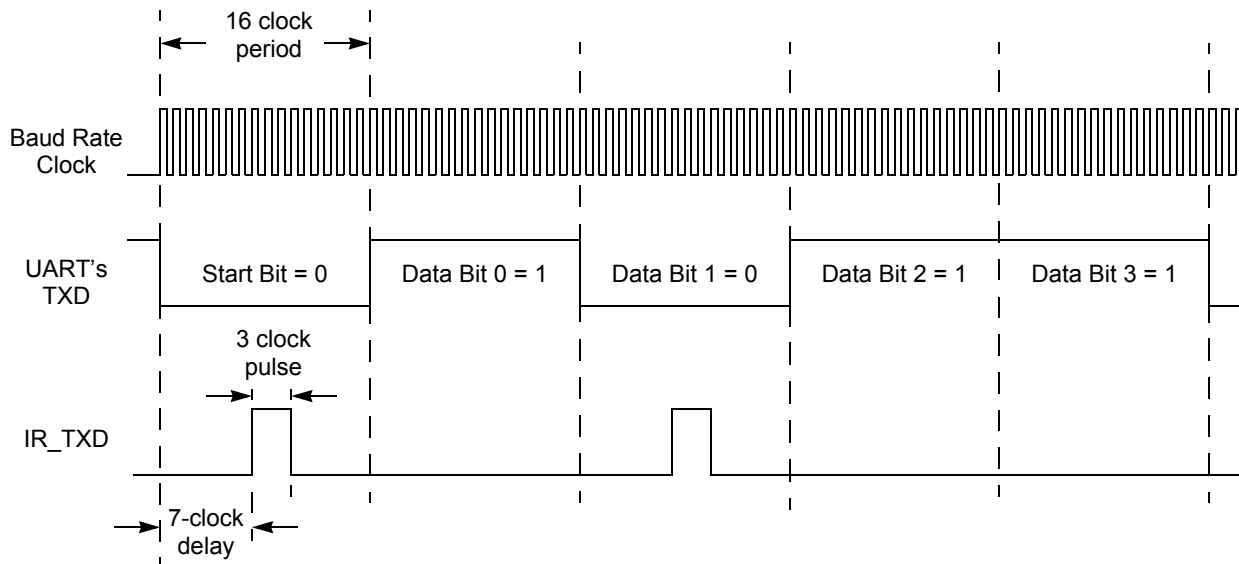 16 clock
period
Baud Rate
Clock
UART's
TXD
Start Bit = 0
Data Bit 0 = 1
Data Bit 1 = 0
Data Bit 2 = 1
Data Bit 3 = 1
3 clock
pulse
IR_TXD
7-clock
delay